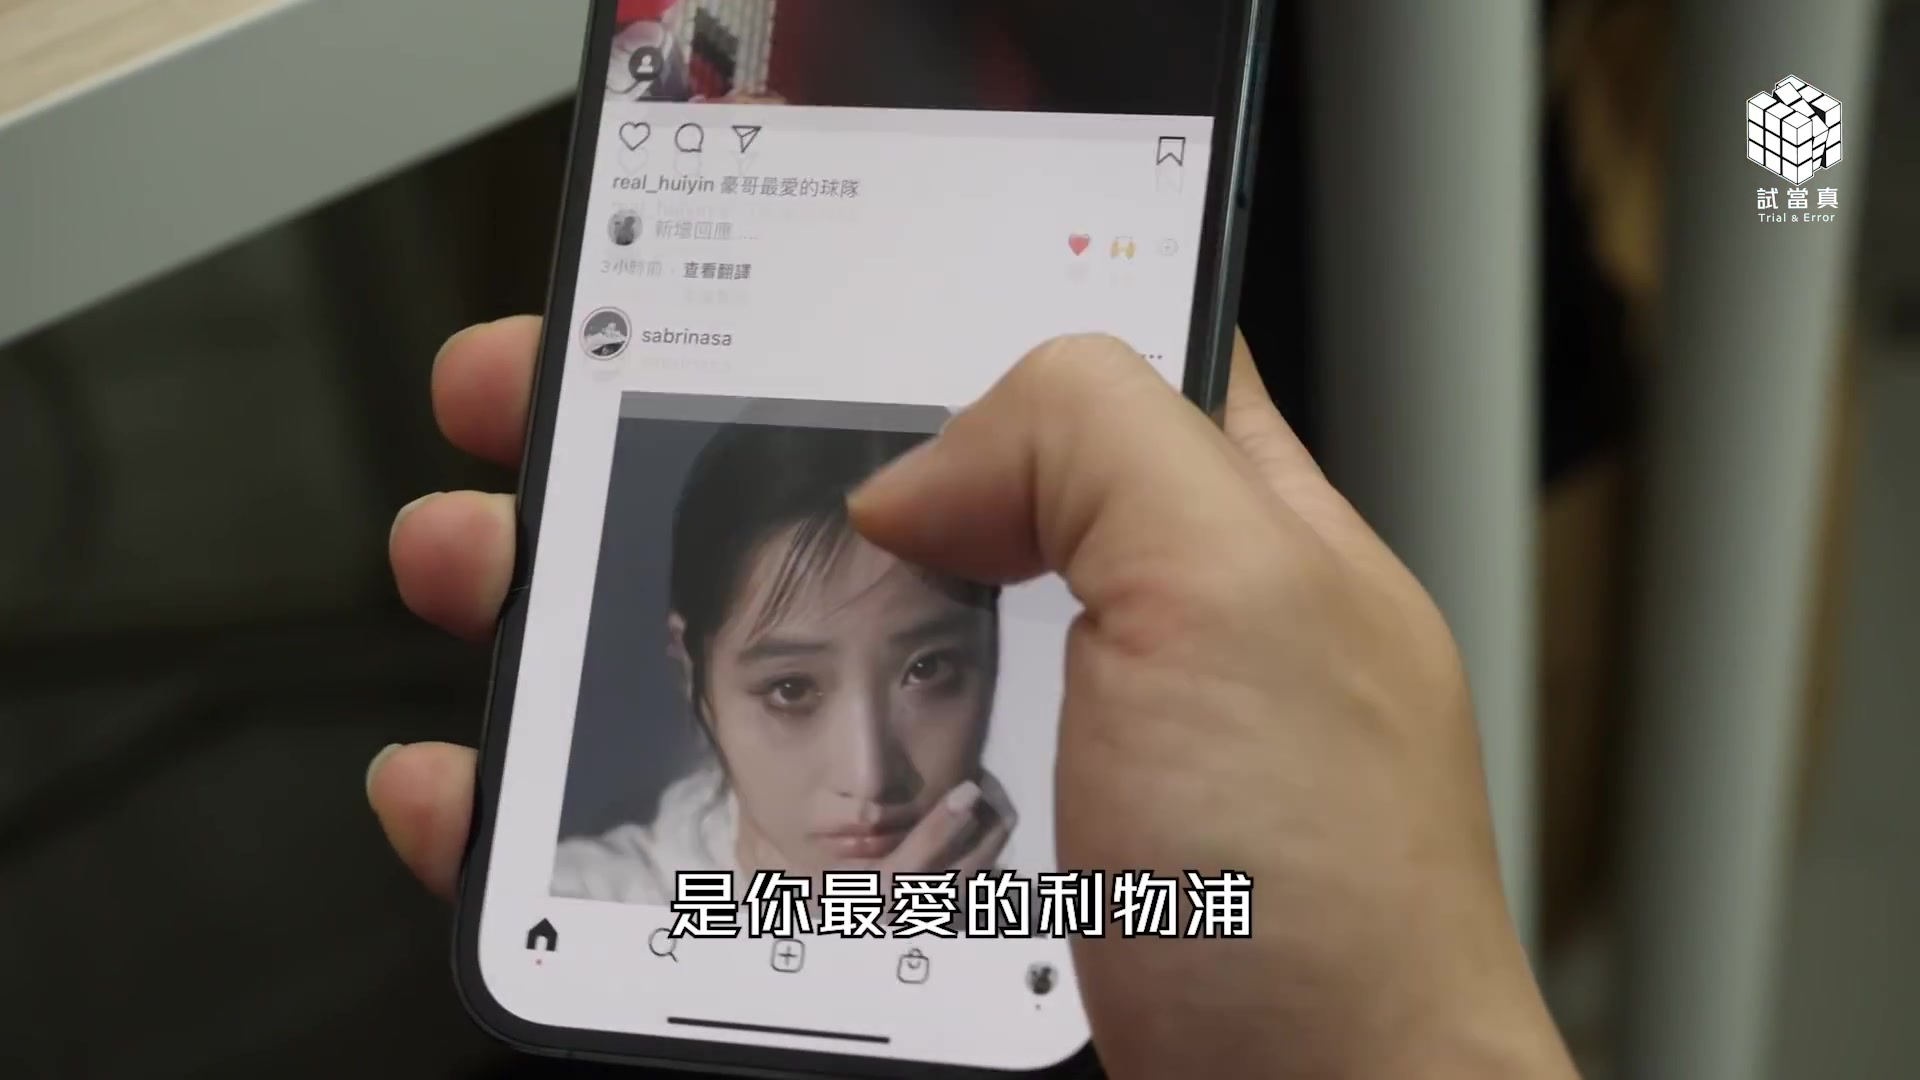 試當真
Trial & Error
real_huiyin 豪哥最愛的球隊
新增回應......
3 小時前 · 查看翻譯
sabrinasa
是你最愛的利物浦